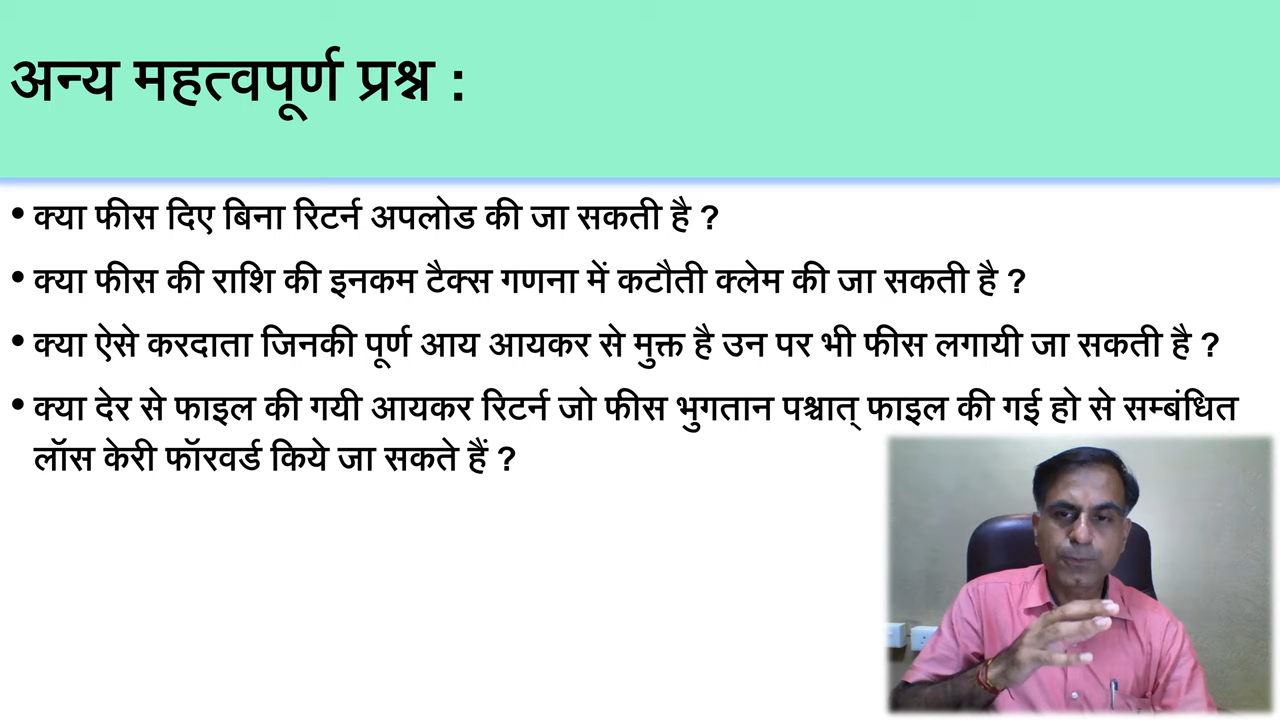 अन्य महत्वपूर्ण प्रश्न :
• क्या फीस दिए बिना रिटर्न अपलोड की जा सकती है ?
• क्या फीस की राशि की इनकम टैक्स गणना में कटौती क्लेम की जा सकती है ?
• क्या ऐसे करदाता जिनकी पूर्ण आय आयकर से मुक्त है उन पर भी फीस लगायी जा सकती है ?
• क्या देर से फाइल की गयी आयकर रिटर्न जो फीस भुगतान पश्चात् फाइल की गई हो से सम्बंधित
लॉस केरी फॉरवर्ड किये जा सकते हैं ?